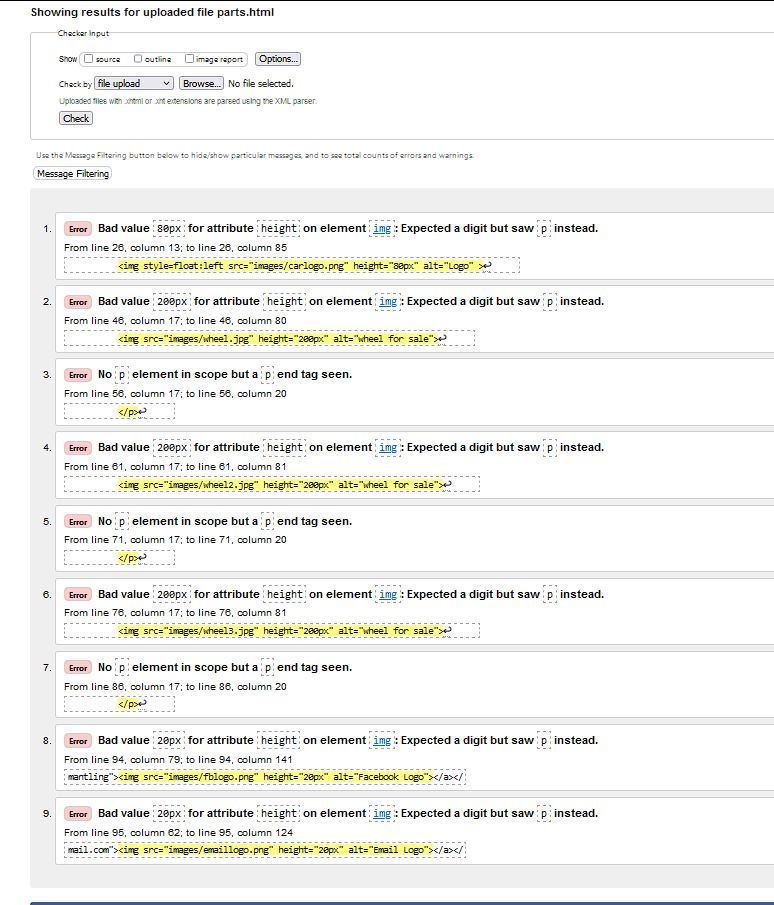 Showing results for uploaded file parts.html
Checker Input
Show source outline image report Options...
Check by file upload Browse... No file selected.
Uploaded files with .xhtml or .xht extensions are parsed using the XML parser.
Check
Use the Message Filtering button below to hide/show particular messages, and to see total counts of errors and warnings.
Message Filtering
1. Error Bad value 80px for attribute height on element img: Expected a digit but saw p instead.
From line 26, column 13; to line 26, column 85
<img style=float:left src="images/carlogo.png" height="80px" alt="Logo" >↩
2. Error Bad value 200px for attribute height on element img: Expected a digit but saw p instead.
From line 46, column 17; to line 46, column 80
<img src="images/wheel.jpg" height="200px" alt="wheel for sale">↩
3. Error No p element in scope but a p end tag seen.
From line 56, column 17; to line 56, column 20
</p>↩
4. Error Bad value 200px for attribute height on element img: Expected a digit but saw p instead.
From line 61, column 17; to line 61, column 81
<img src="images/wheel2.jpg" height="200px" alt="wheel for sale">↩
5. Error No p element in scope but a p end tag seen.
From line 71, column 17; to line 71, column 20
</p>↩
6. Error Bad value 200px for attribute height on element img: Expected a digit but saw p instead.
From line 76, column 17; to line 76, column 81
<img src="images/wheel3.jpg" height="200px" alt="wheel for sale">↩
7. Error No p element in scope but a p end tag seen.
From line 86, column 17; to line 86, column 20
</p>↩
8. Error Bad value 20px for attribute height on element img: Expected a digit but saw p instead.
From line 94, column 79; to line 94, column 141
mantling"><img src="images/fblogo.png" height="20px" alt="Facebook Logo"></a></
9. Error Bad value 20px for attribute height on element img: Expected a digit but saw p instead.
From line 95, column 62; to line 95, column 124
mail.com"><img src="images/emaillogo.png" height="20px" alt="Email Logo"></a></